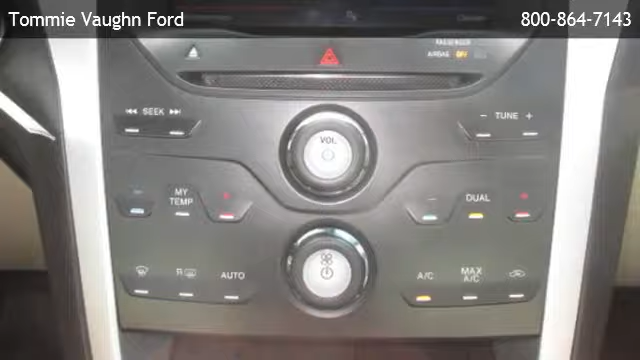 Tommie Vaughn Ford 800-864-7143
PASSENGER
AIRBAG OFF
SEEK
VOL
- TUNE +
MY
TEMP
DUAL
R
AUTO
A/C
MAX
A/C